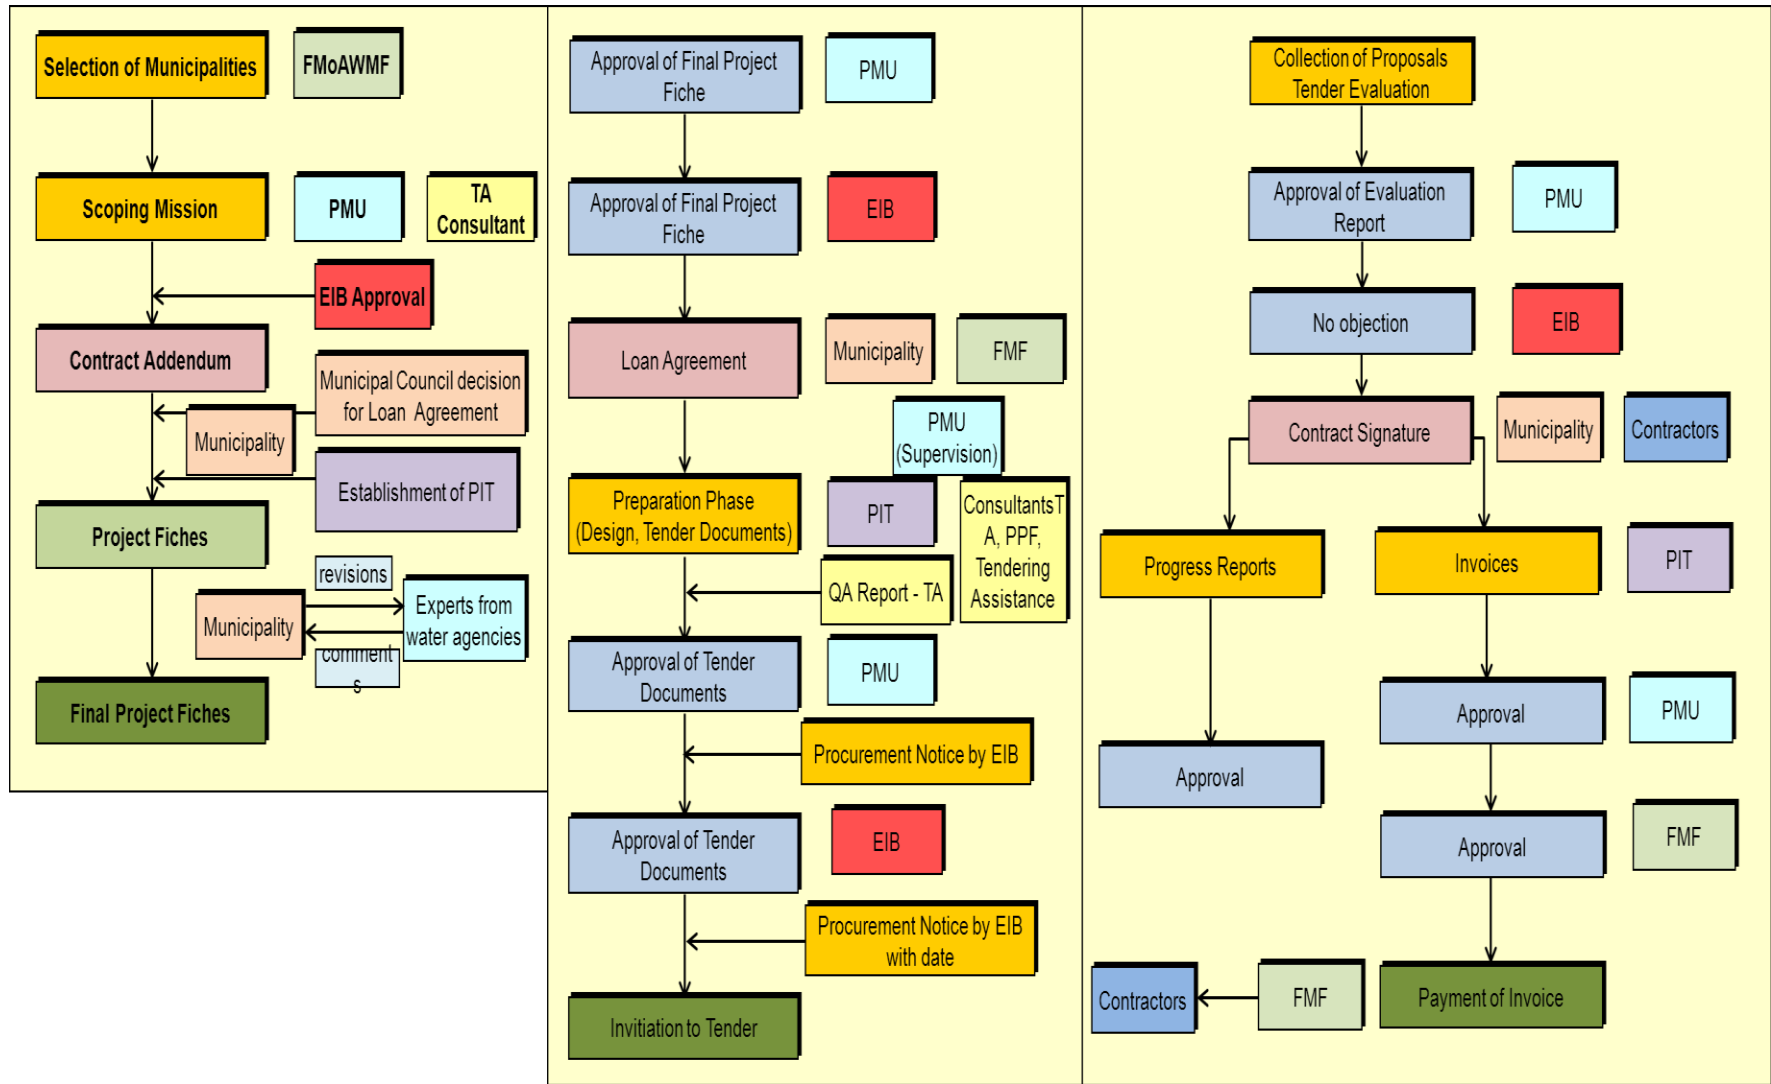 Selection of Municipalities
FMoAWMF
Scoping Mission
PMU
TA
Consultant
EIB Approval
Contract Addendum
Municipal Council decision
for Loan Agreement
Municipality
Establishment of PIT
Project Fiches
revisions
Municipality
Experts from
water agencies
comment
s
Final Project Fiches
Approval of Final Project
Fiche
PMU
Approval of Final Project
Fiche
EIB
Loan Agreement
Municipality
FMF
PMU
(Supervision)
Preparation Phase
(Design, Tender Documents)
PIT
ConsultantsT
A, PPF,
Tendering
Assistance
QA Report - TA
Approval of Tender
Documents
PMU
Procurement Notice by EIB
Approval of Tender
Documents
EIB
Procurement Notice by EIB
with date
Invitiation to Tender
Collection of Proposals
Tender Evaluation
Approval of Evaluation
Report
PMU
No objection
EIB
Contract Signature
Municipality
Contractors
Progress Reports
Invoices
PIT
Approval
Approval
PMU
Approval
FMF
Contractors
FMF
Payment of Invoice